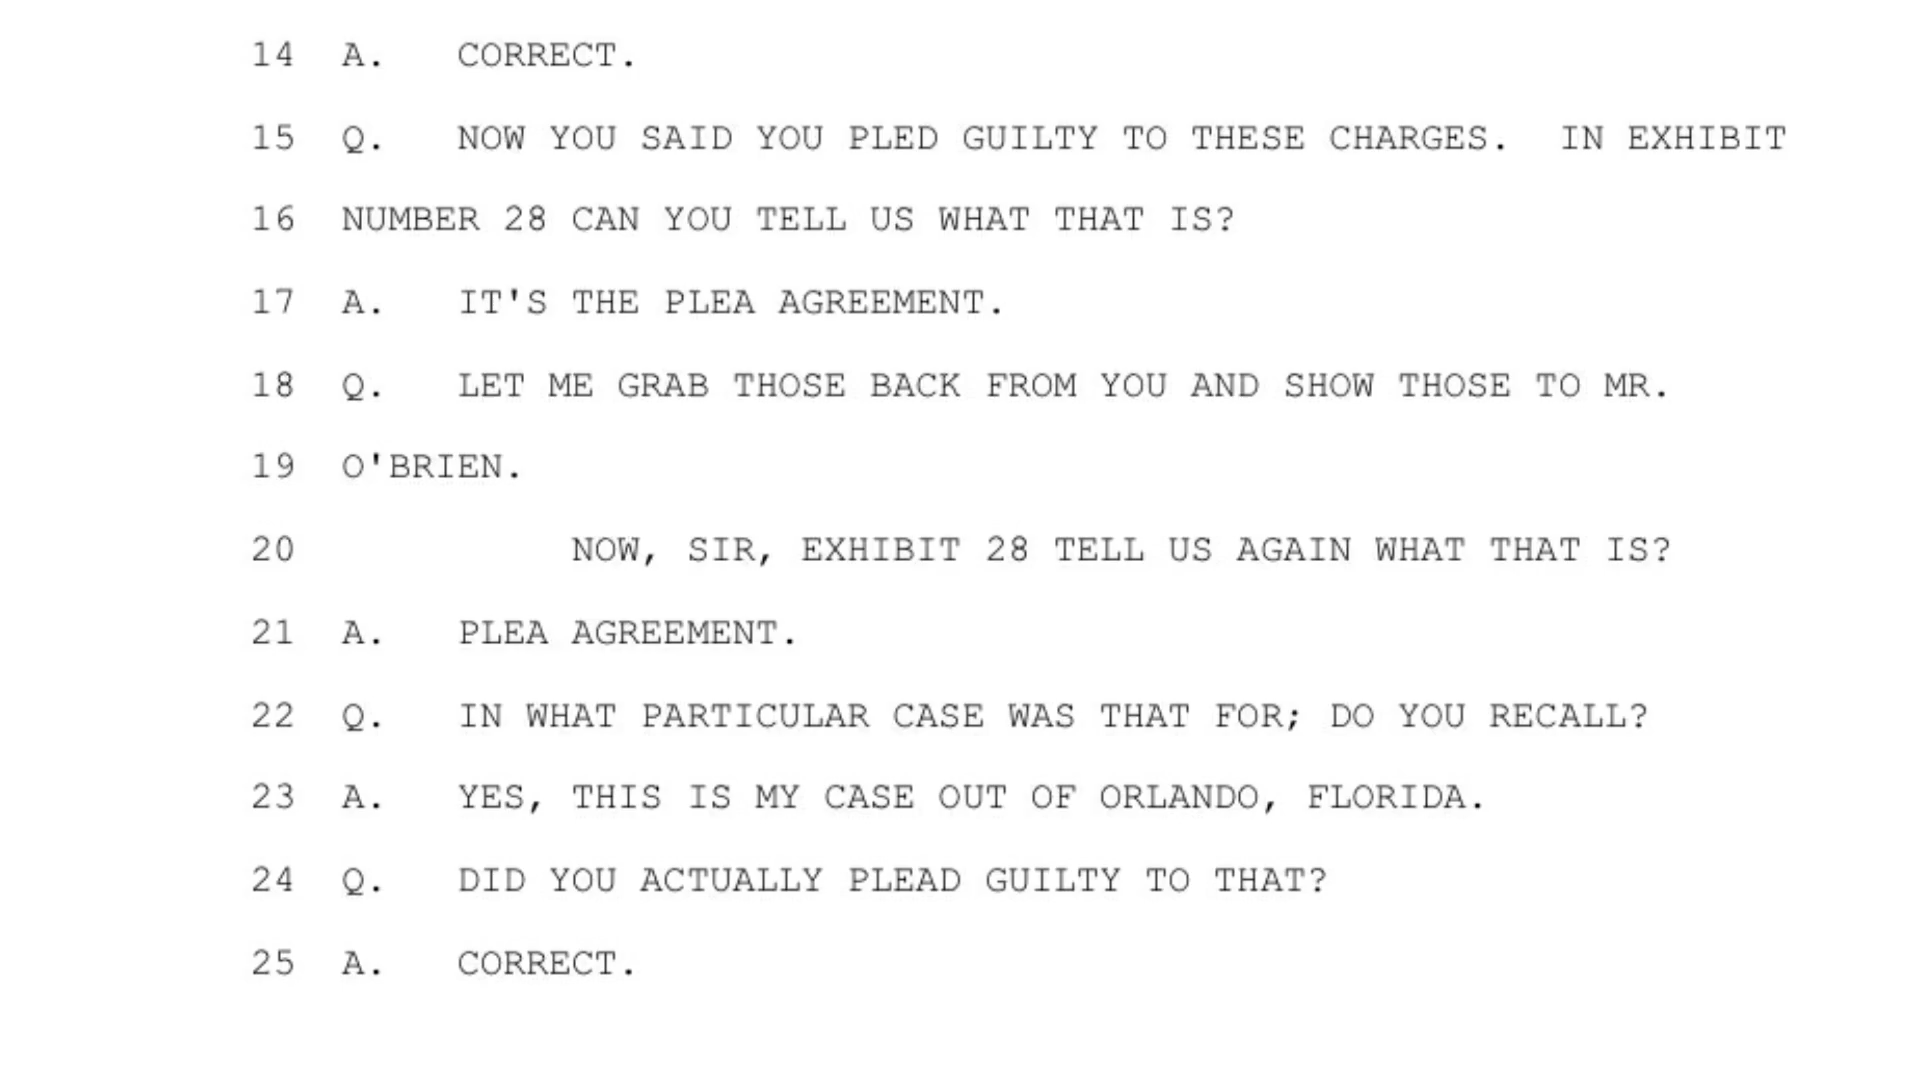 14 A. CORRECT.
15 Q. NOW YOU SAID YOU PLED GUILTY TO THESE CHARGES. IN EXHIBIT
16 NUMBER 28 CAN YOU TELL US WHAT THAT IS?
17 A. IT'S THE PLEA AGREEMENT.
18 Q. LET ME GRAB THOSE BACK FROM YOU AND SHOW THOSE TO MR.
19 O'BRIEN.
20 NOW, SIR, EXHIBIT 28 TELL US AGAIN WHAT THAT IS?
21 A. PLEA AGREEMENT.
22 Q. IN WHAT PARTICULAR CASE WAS THAT FOR; DO YOU RECALL?
23 A. YES, THIS IS MY CASE OUT OF ORLANDO, FLORIDA.
24 Q. DID YOU ACTUALLY PLEAD GUILTY TO THAT?
25 A. CORRECT.